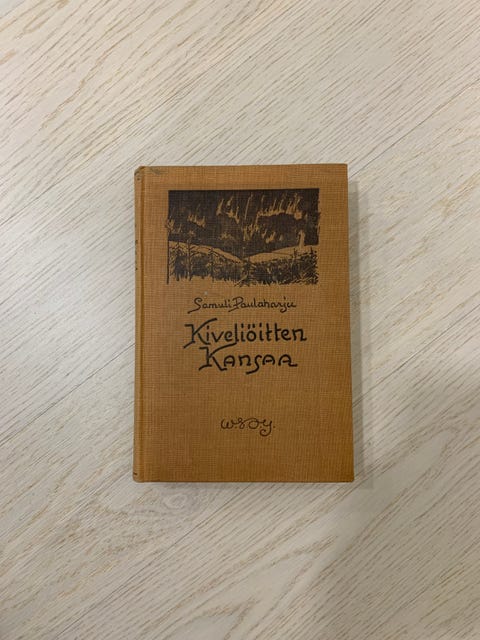 Samuli Paulaharju
Kiveliöitten
Kansaa
W.S.O.Y.